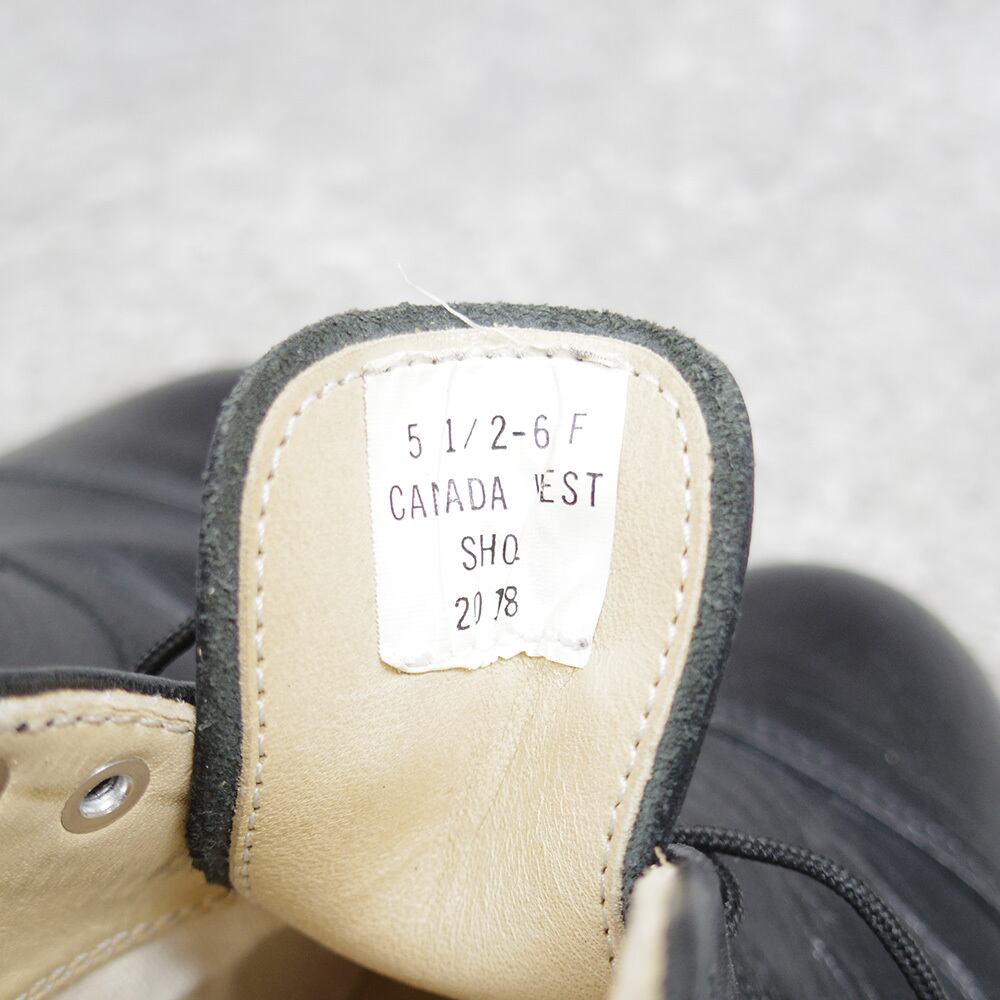 5 1/2-6 F
CANADA WEST
SHO
2018